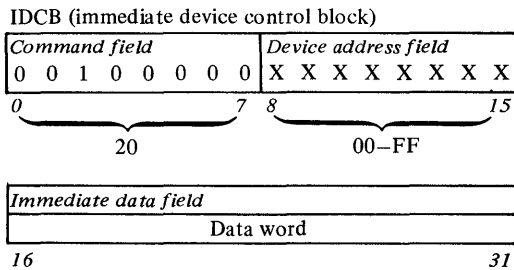 IDCB (immediate device control block)
Command field Device address field
0 0 1 0 0 0 0 0 X X X X X X X X
0 7 8 15
20 00–FF
Immediate data field
Data word
16 31